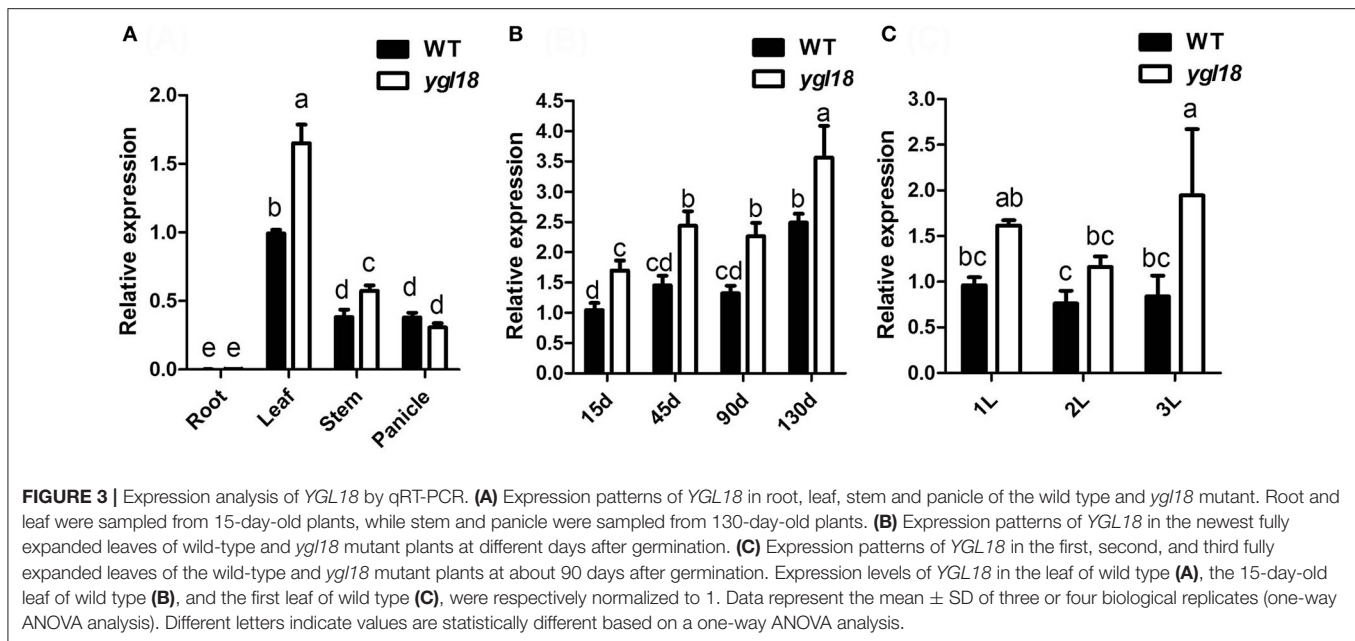 A
WT
ygl18
Relative expression
2.0
1.5
1.0
0.5
0.0
e e b a d c d d
Root Leaf Stem Panicle
B
WT
ygl18
Relative expression
4.5
4.0
3.5
3.0
2.5
2.0
1.5
1.0
0.5
0.0
d c cd b cd b b a
15d 45d 90d 130d
C
WT
ygl18
Relative expression
3.0
2.5
2.0
1.5
1.0
0.5
0.0
bc ab c bc bc a
1L 2L 3L
FIGURE 3 | Expression analysis of YGL18 by qRT-PCR. (A) Expression patterns of YGL18 in root, leaf, stem and panicle of the wild type and ygl18 mutant. Root and
leaf were sampled from 15-day-old plants, while stem and panicle were sampled from 130-day-old plants. (B) Expression patterns of YGL18 in the newest fully
expanded leaves of wild-type and ygl18 mutant plants at different days after germination. (C) Expression patterns of YGL18 in the first, second, and third fully
expanded leaves of the wild-type and ygl18 mutant plants at about 90 days after germination. Expression levels of YGL18 in the leaf of wild type (A), the 15-day-old
leaf of wild type (B), and the first leaf of wild type (C), were respectively normalized to 1. Data represent the mean ± SD of three or four biological replicates (one-way
ANOVA analysis). Different letters indicate values are statistically different based on a one-way ANOVA analysis.